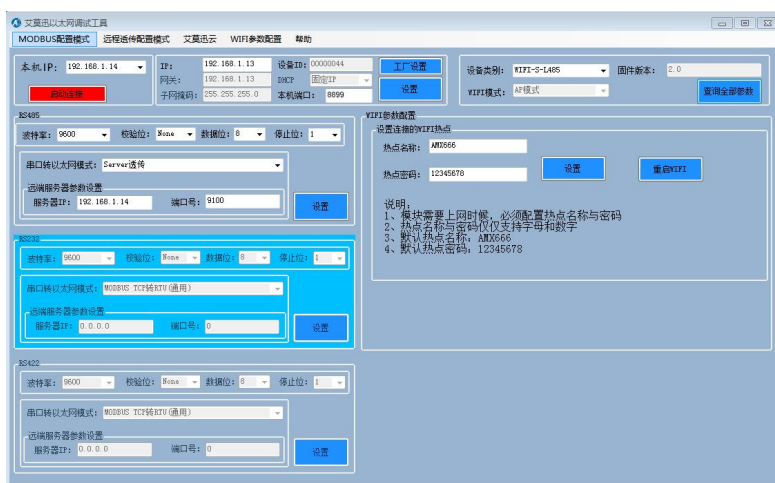 艾莫迅以太网调试工具
MODBUS配置模式 远程透传配置模式 艾莫迅云 WIFI参数配置 帮助
本机IP: 192.168.1.14
启动连接
IP: 192.168.1.13 设备ID: 00000044 工厂设置
网关: 192.168.1.13 DHCP 固定IP
子网掩码: 255.255.255.0 本机端口: 8899 设置
设备类别: WIFI-S-L485 固件版本: 2.0
WIFI模式: AP模式 查询全部参数
RS485
波特率: 9600 校验位: None 数据位: 8 停止位: 1
串口转以太网模式: Server透传
远端服务器参数设置
服务器IP: 192.168.1.14 端口号: 9100 设置
RS232
波特率: 9600 校验位: None 数据位: 8 停止位: 1
串口转以太网模式: MODBUS TCP转RTU(通用)
远端服务器参数设置
服务器IP: 0.0.0.0 端口号: 0 设置
RS422
波特率: 9600 校验位: None 数据位: 8 停止位: 1
串口转以太网模式: MODBUS TCP转RTU(通用)
远端服务器参数设置
服务器IP: 0.0.0.0 端口号: 0 设置
WIFI参数配置
设置连接的WIFI热点
热点名称: AMX666
热点密码: 12345678 设置 重启WIFI
说明:
1、模块需要上网时候，必须配置热点名称与密码
2、热点名称与密码仅仅支持字母和数字
3、默认热点名称: AMX666
4、默认热点密码: 12345678